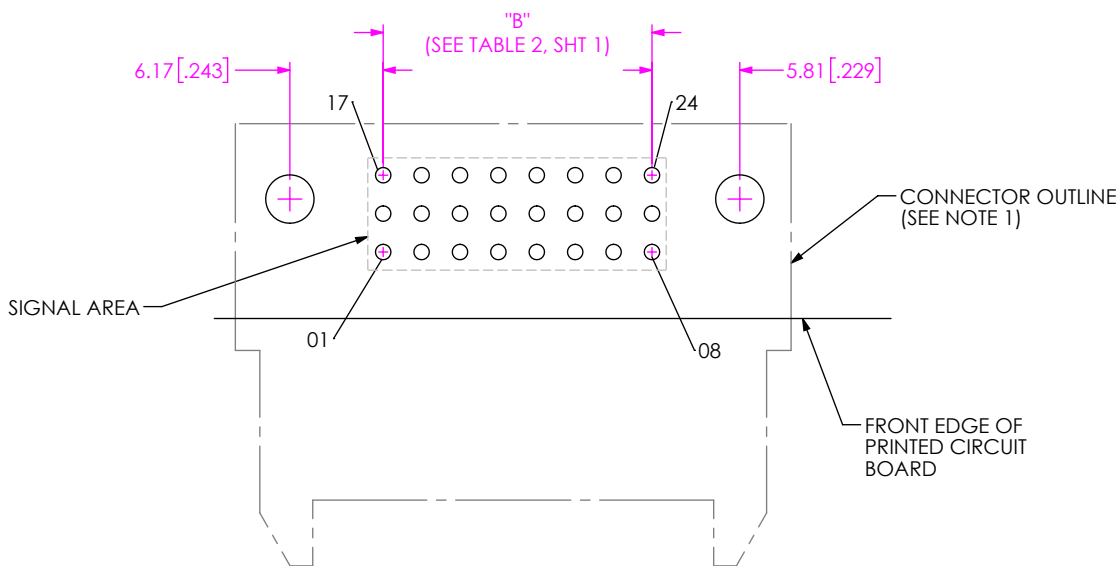 "B"
(SEE TABLE 2, SHT 1)
6.17[.243]
5.81[.229]
17
24
CONNECTOR OUTLINE
(SEE NOTE 1)
SIGNAL AREA
01
08
FRONT EDGE OF
PRINTED CIRCUIT
BOARD